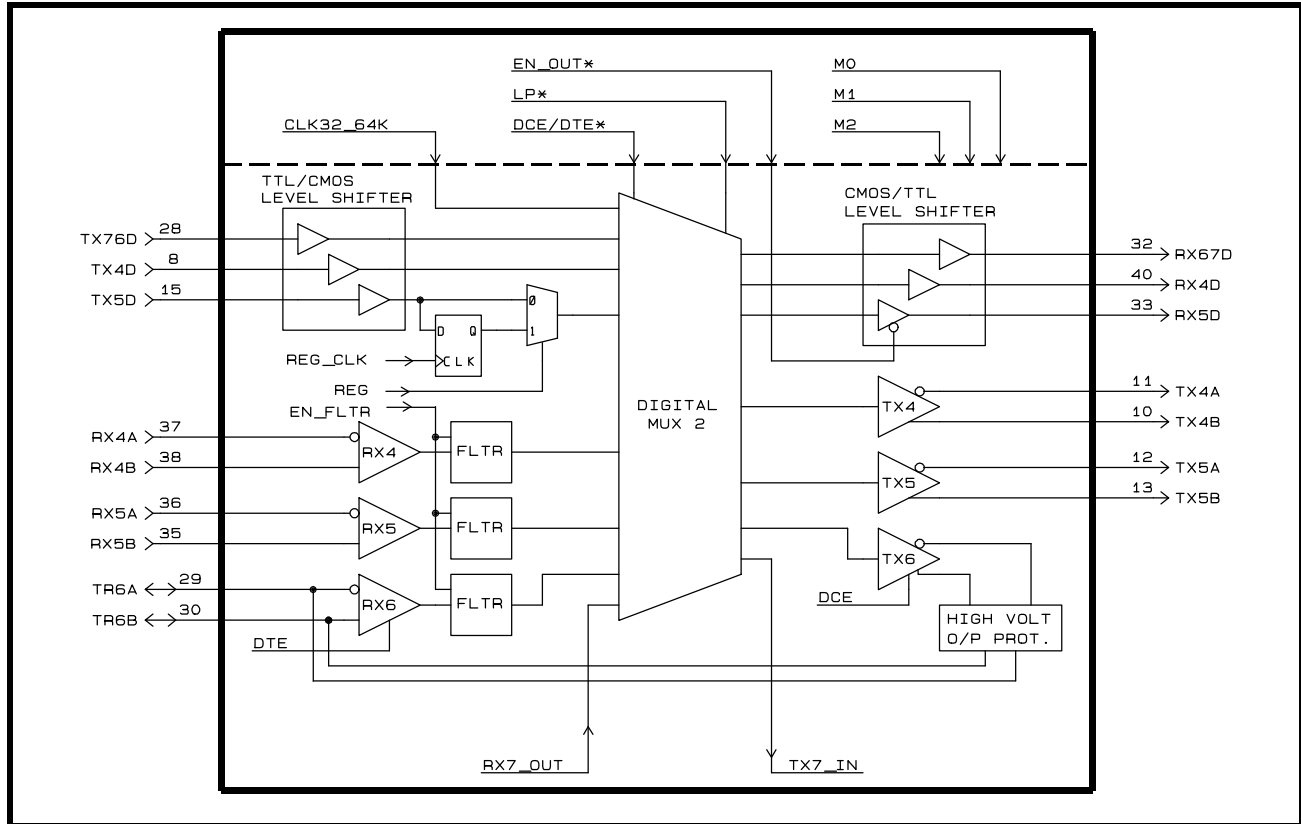 EN_OUT*
M0
LP*
M1
CLK32_64K
DCE/DTE*
M2
TTL/CMOS
LEVEL SHIFTER
CMOS/TTL
LEVEL SHIFTER
TX76D
28
TX4D
8
TX5D
15
0
1
D Q
CLK
REG_CLK
REG
EN_FLTR
32
RX67D
40
RX4D
33
RX5D
DIGITAL
MUX 2
RX4A
37
RX4B
38
RX4
FLTR
TX4
11
TX4A
10
TX4B
RX5A
36
RX5B
35
RX5
FLTR
TX5
12
TX5A
13
TX5B
TR6A
29
TR6B
30
RX6
FLTR
TX6
DTE
DCE
HIGH VOLT
O/P PROT.
RX7_OUT
TX7_IN